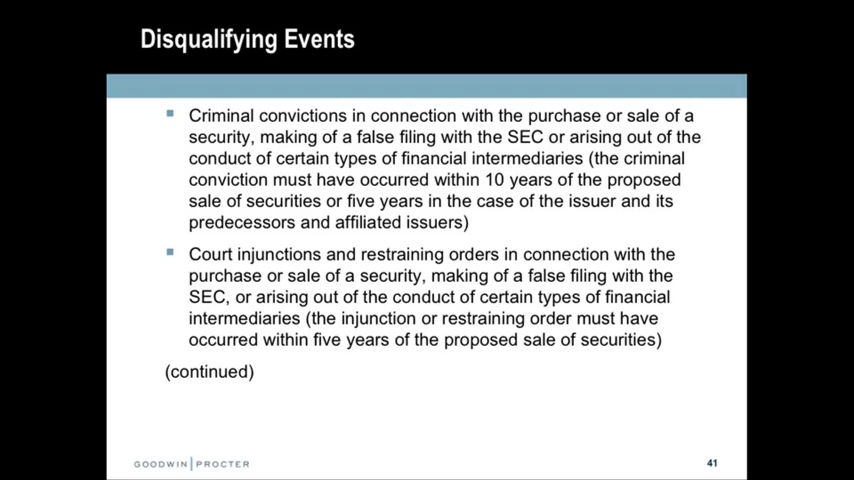 Disqualifying Events
Criminal convictions in connection with the purchase or sale of a
security, making of a false filing with the SEC or arising out of the
conduct of certain types of financial intermediaries (the criminal
conviction must have occurred within 10 years of the proposed
sale of securities or five years in the case of the issuer and its
predecessors and affiliated issuers)
Court injunctions and restraining orders in connection with the
purchase or sale of a security, making of a false filing with the
SEC, or arising out of the conduct of certain types of financial
intermediaries (the injunction or restraining order must have
occurred within five years of the proposed sale of securities)
(continued)
GOODWIN PROCTER
41